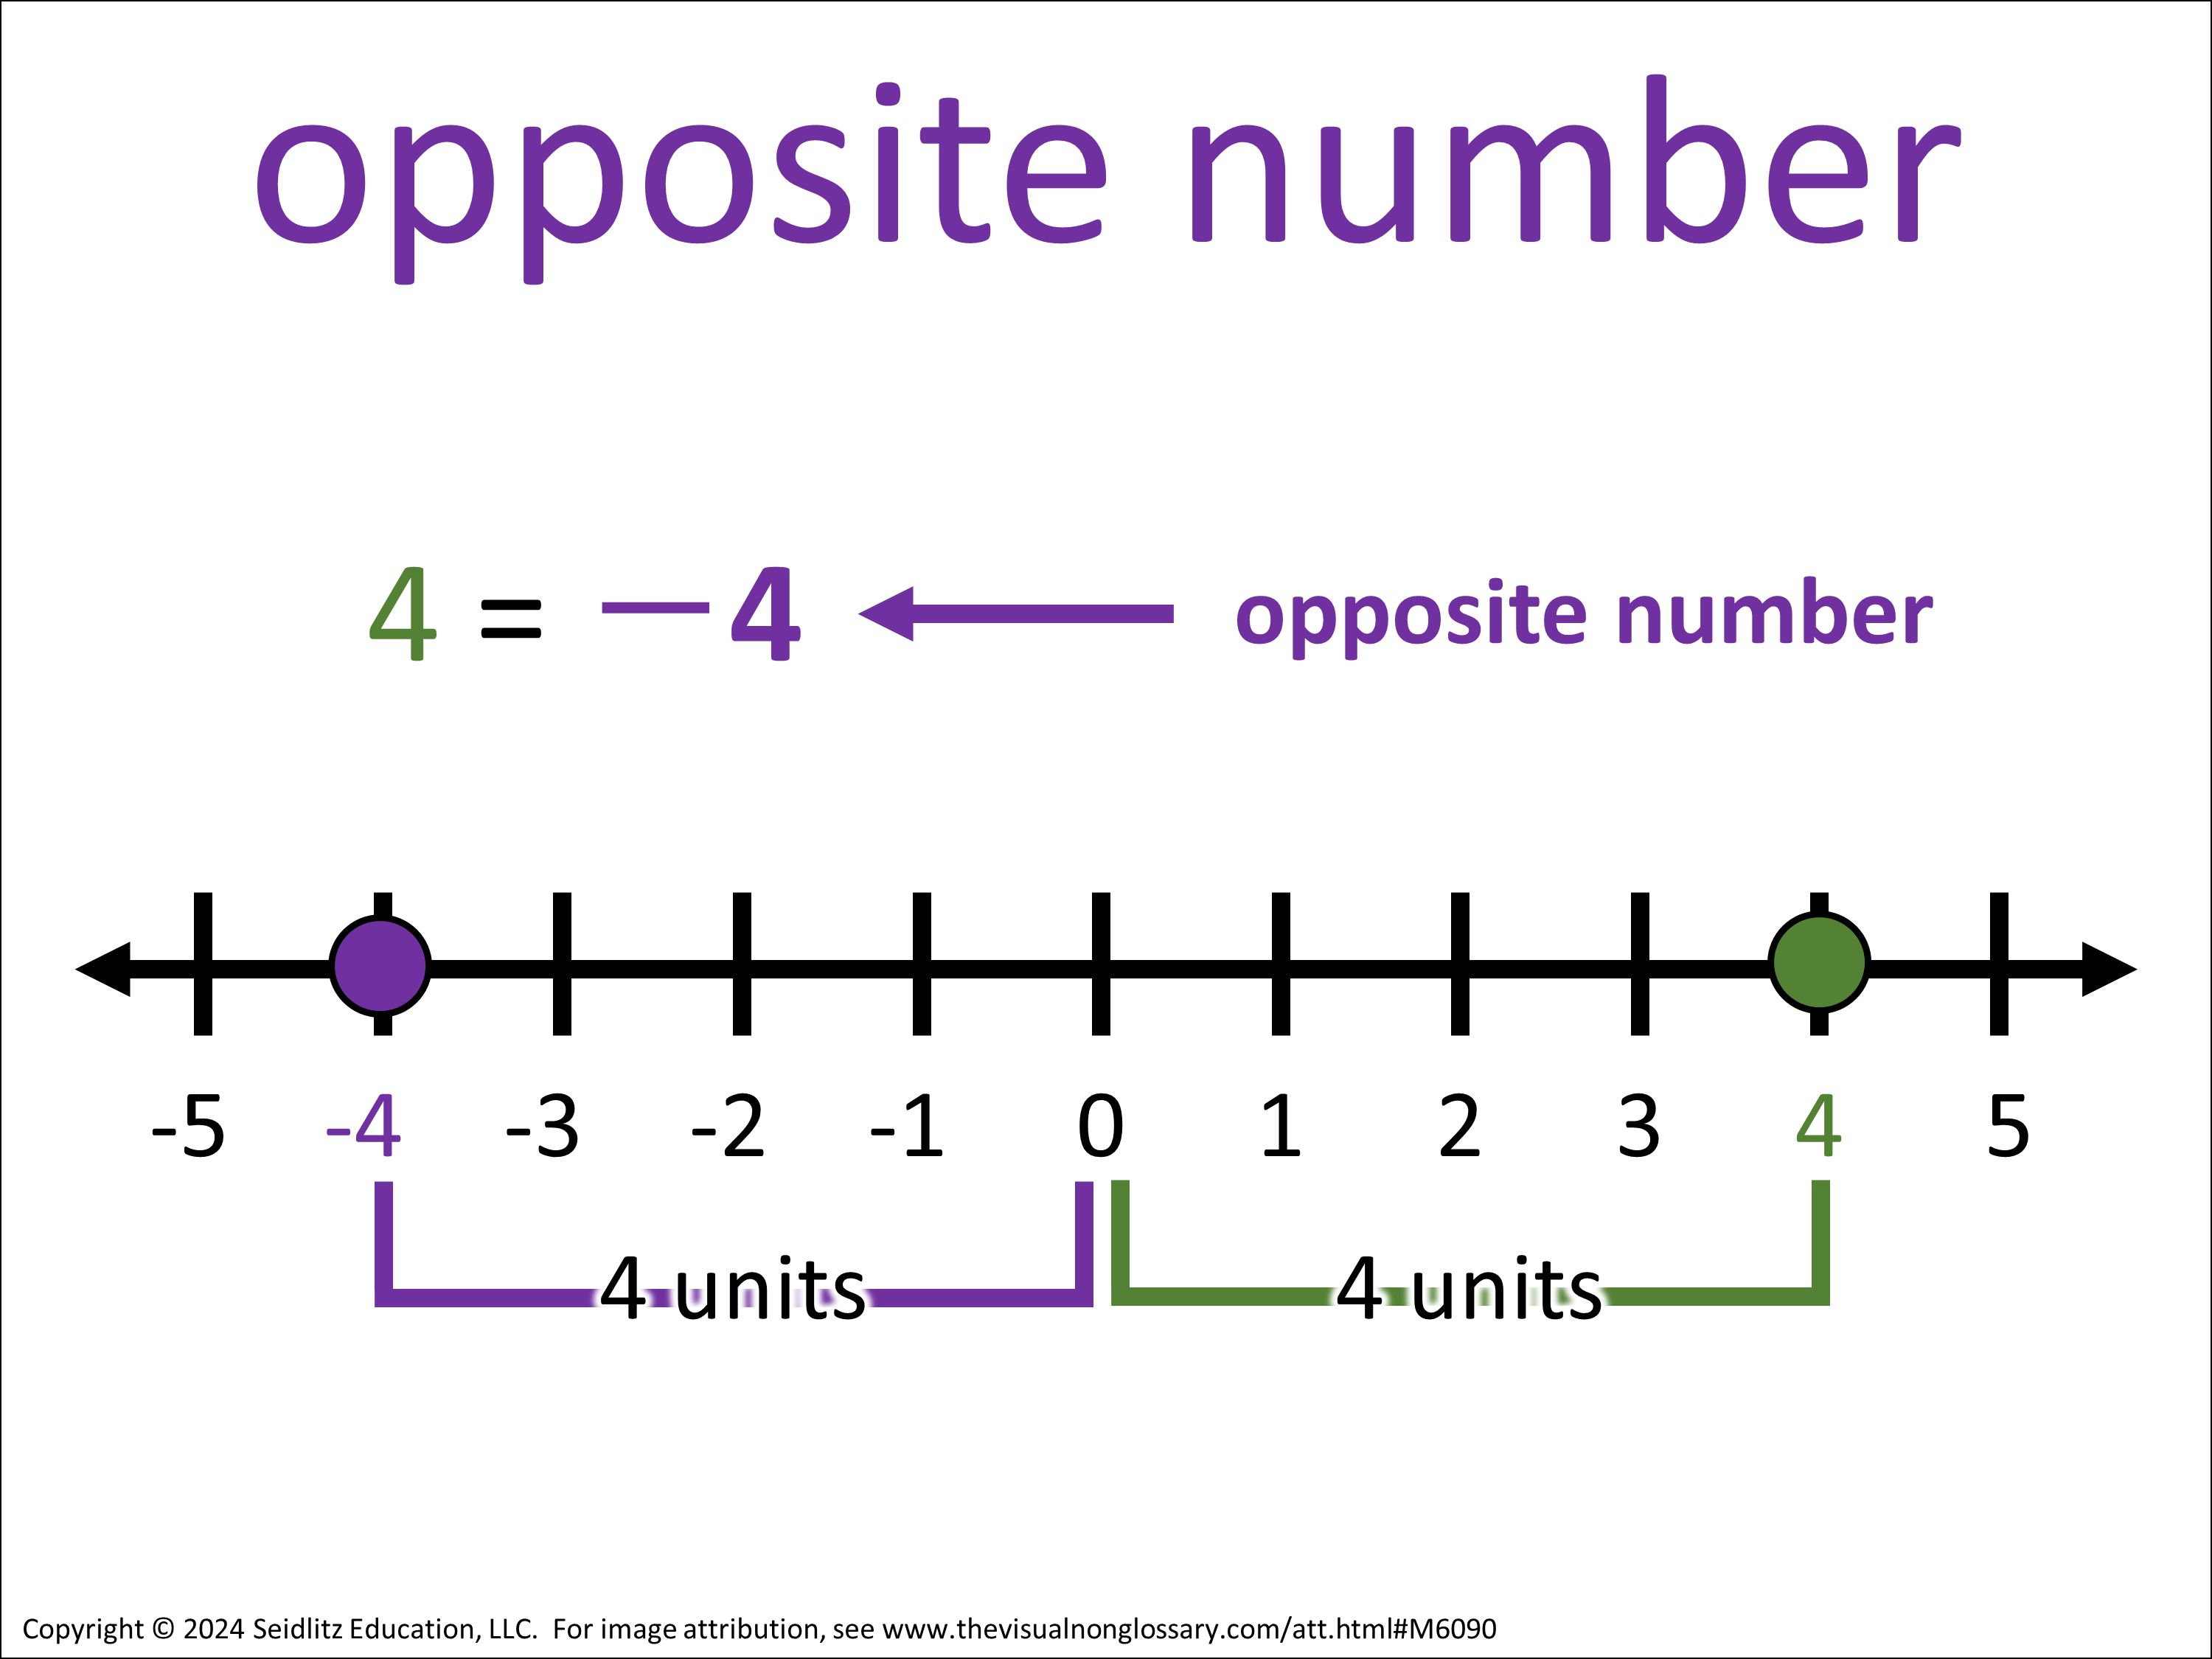 opposite number
4 = — 4 opposite number
-5 -4 -3 -2 -1 0 1 2 3 4 5
4 units 4 units
Copyright © 2024 Seidlitz Education, LLC. For image attribution, see www.thevisualnonglossary.com/att.html#M6090